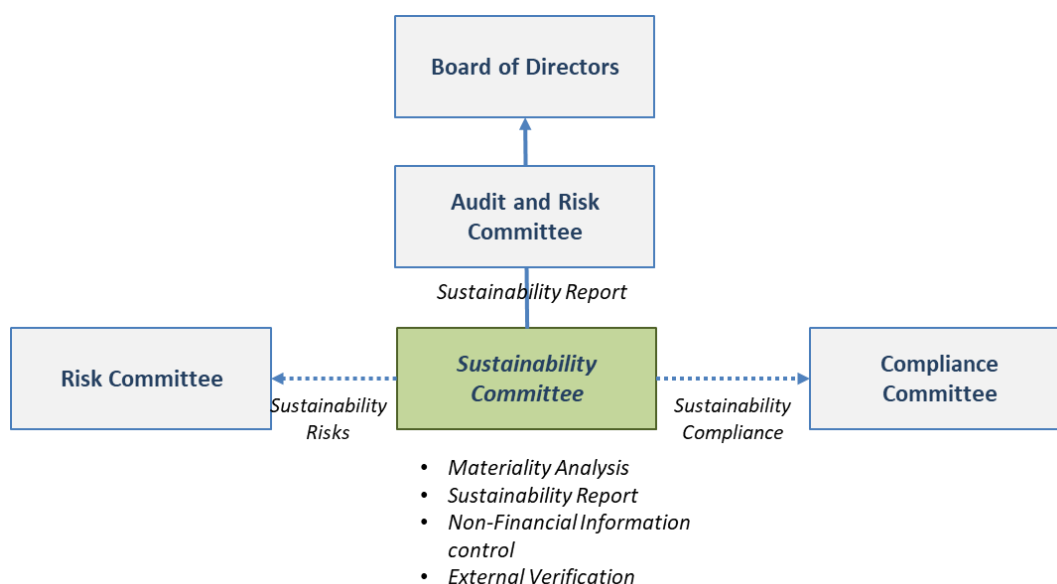 Board of Directors
Audit and Risk
Committee
Sustainability Report
Risk Committee
Sustainability
Committee
Compliance
Committee
Sustainability
Risks
Sustainability
Compliance
• Materiality Analysis
• Sustainability Report
• Non-Financial Information
control
• External Verification